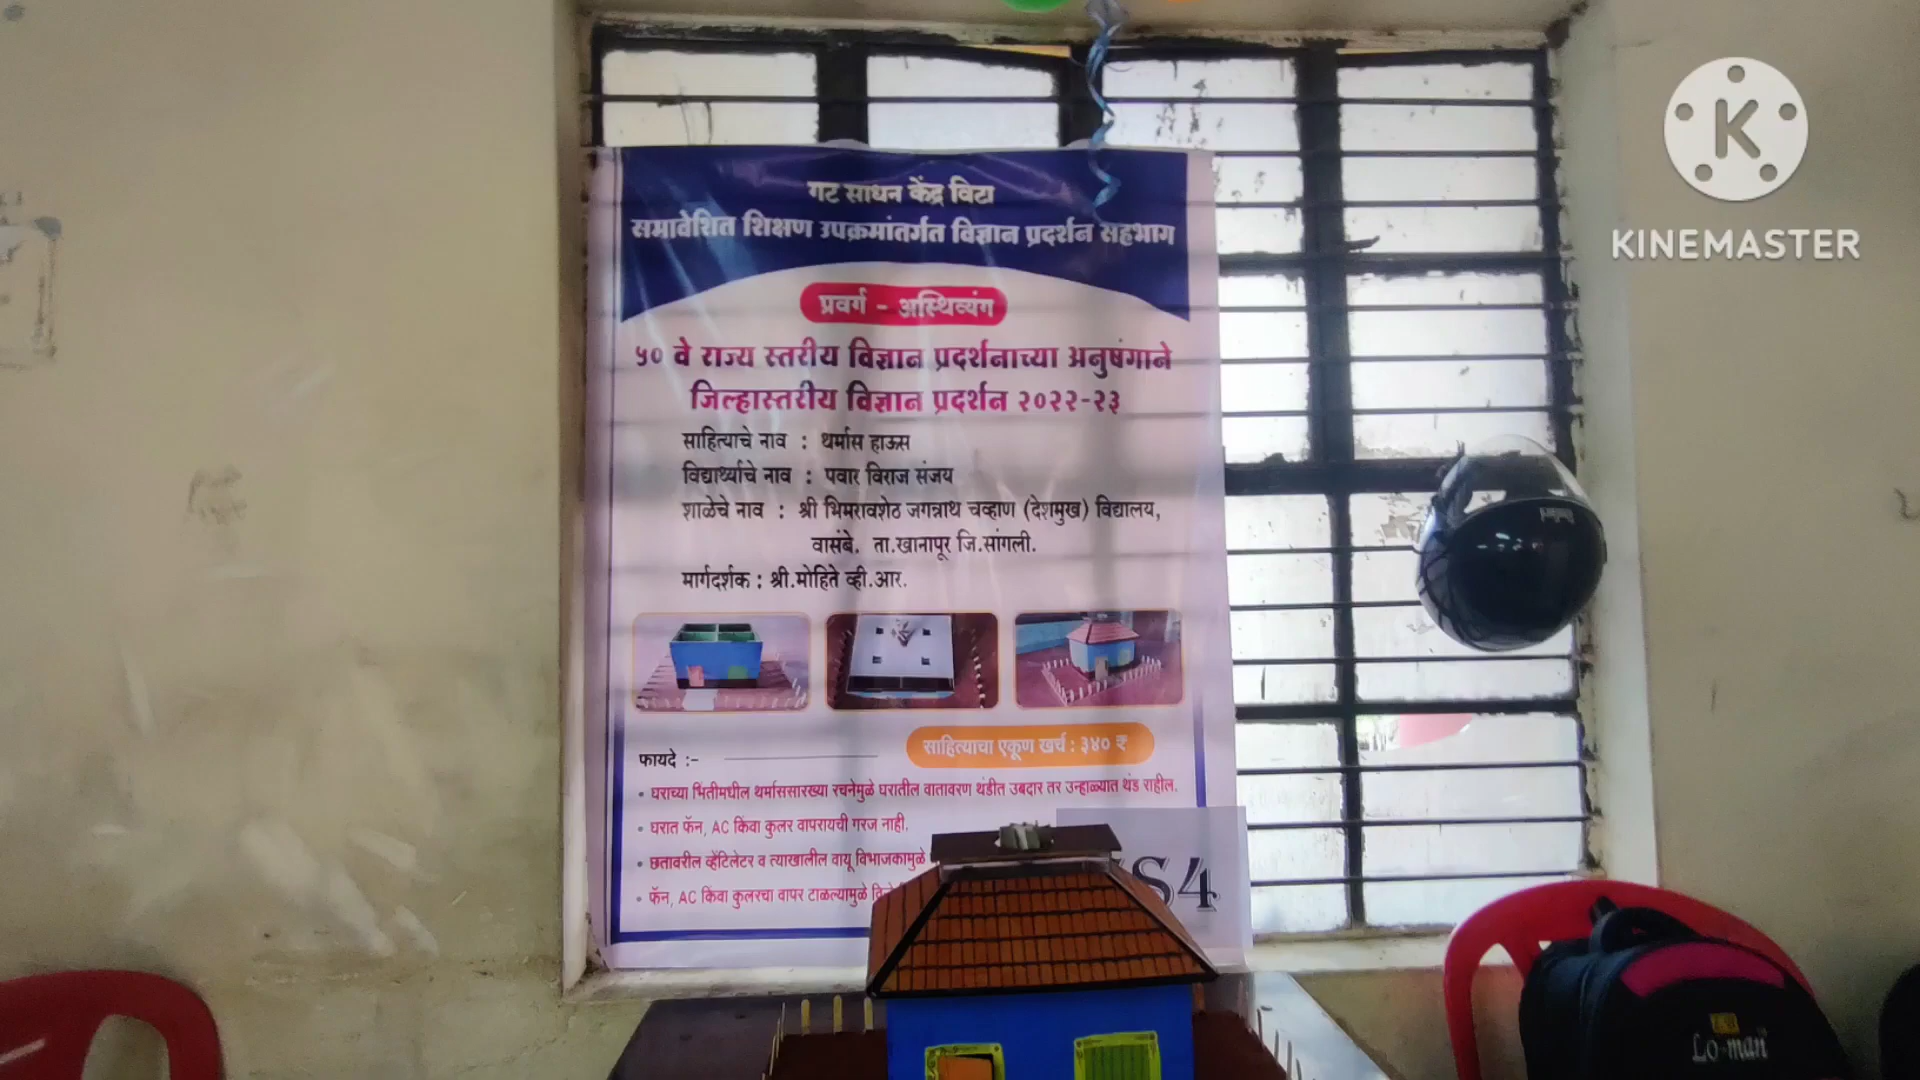 गट साधन केंद्र विटा
समावेशित शिक्षण उपक्रमांतर्गत विज्ञान प्रदर्शन सहभाग
प्रवर्ग - अस्थिव्यंग
५० वे राज्य स्तरीय विज्ञान प्रदर्शनाच्या अनुषंगाने
जिल्हास्तरीय विज्ञान प्रदर्शन २०२२-२३
साहित्याचे नाव : थर्मास हाऊस
विद्यार्थ्याचे नाव : पवार विराज संजय
शाळेचे नाव : श्री भिमरावशेठ जगन्नाथ चव्हाण (देशमुख) विद्यालय,
वासंबे. ता.खानापूर जि.सांगली.
मार्गदर्शक : श्री.मोहिते व्ही.आर.
साहित्याचा एकूण खर्च : ३४० ₹
फायदे :-
• घराच्या भिंतीमधील थर्माससारख्या रचनेमुळे घरातील वातावरण थंडीत उबदार तर उन्हाळ्यात थंड राहील.
• घरात फॅन, AC किंवा कुलर वापरायची गरज नाही.
• छतावरील व्हेंटिलेटर व त्याखालील वायू विभाजकामुळे
• फॅन, AC किंवा कुलरचा वापर टाळल्यामुळे
S4
K
KINEMASTER
Lo-man